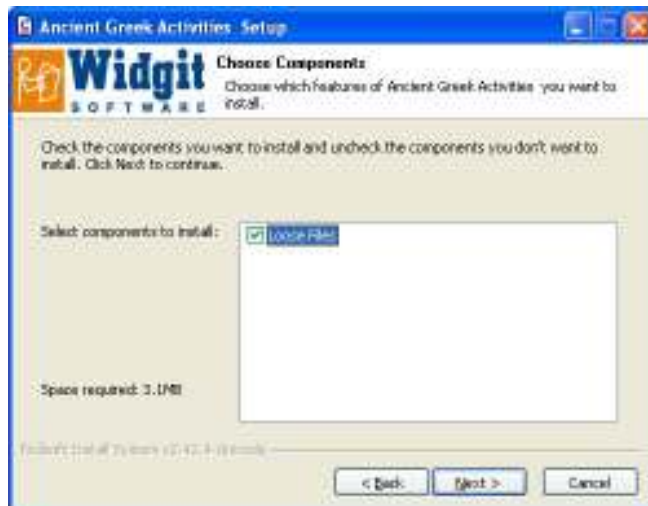 Ancient Greek Activities Setup
Widgit
SOFTWARE
Choose Components
Choose which features of Ancient Greek Activities you want to
install.
Check the components you want to install and uncheck the components you don't want to
install. Click Next to continue.
Select components to install:
Loose Files
Space required: 3.1MB
Install System
< Back
Next >
Cancel